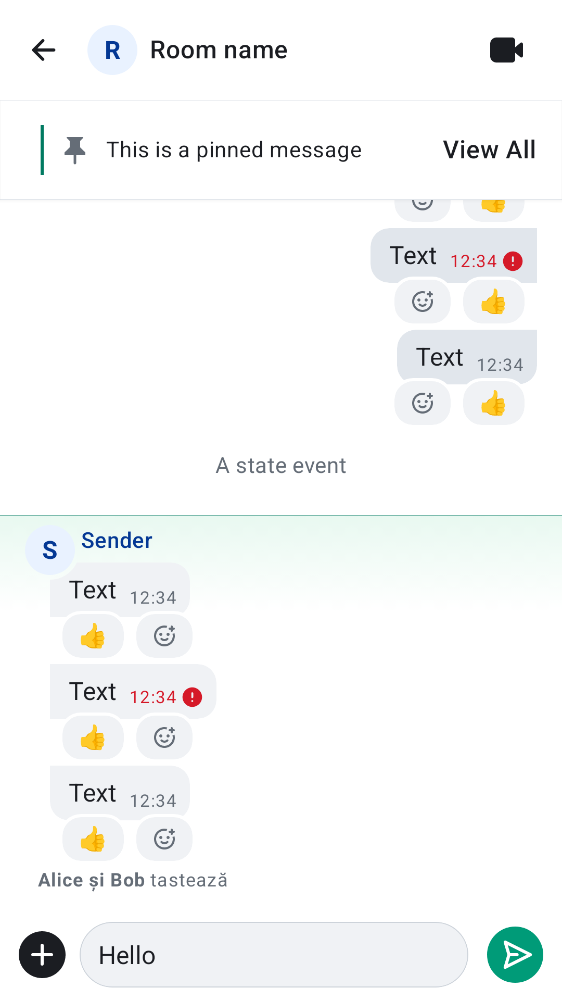 R Room name
This is a pinned message View All
Text 12:34
Text 12:34
A state event
S Sender
Text 12:34
Text 12:34
Text 12:34
Alice și Bob tastează
Hello